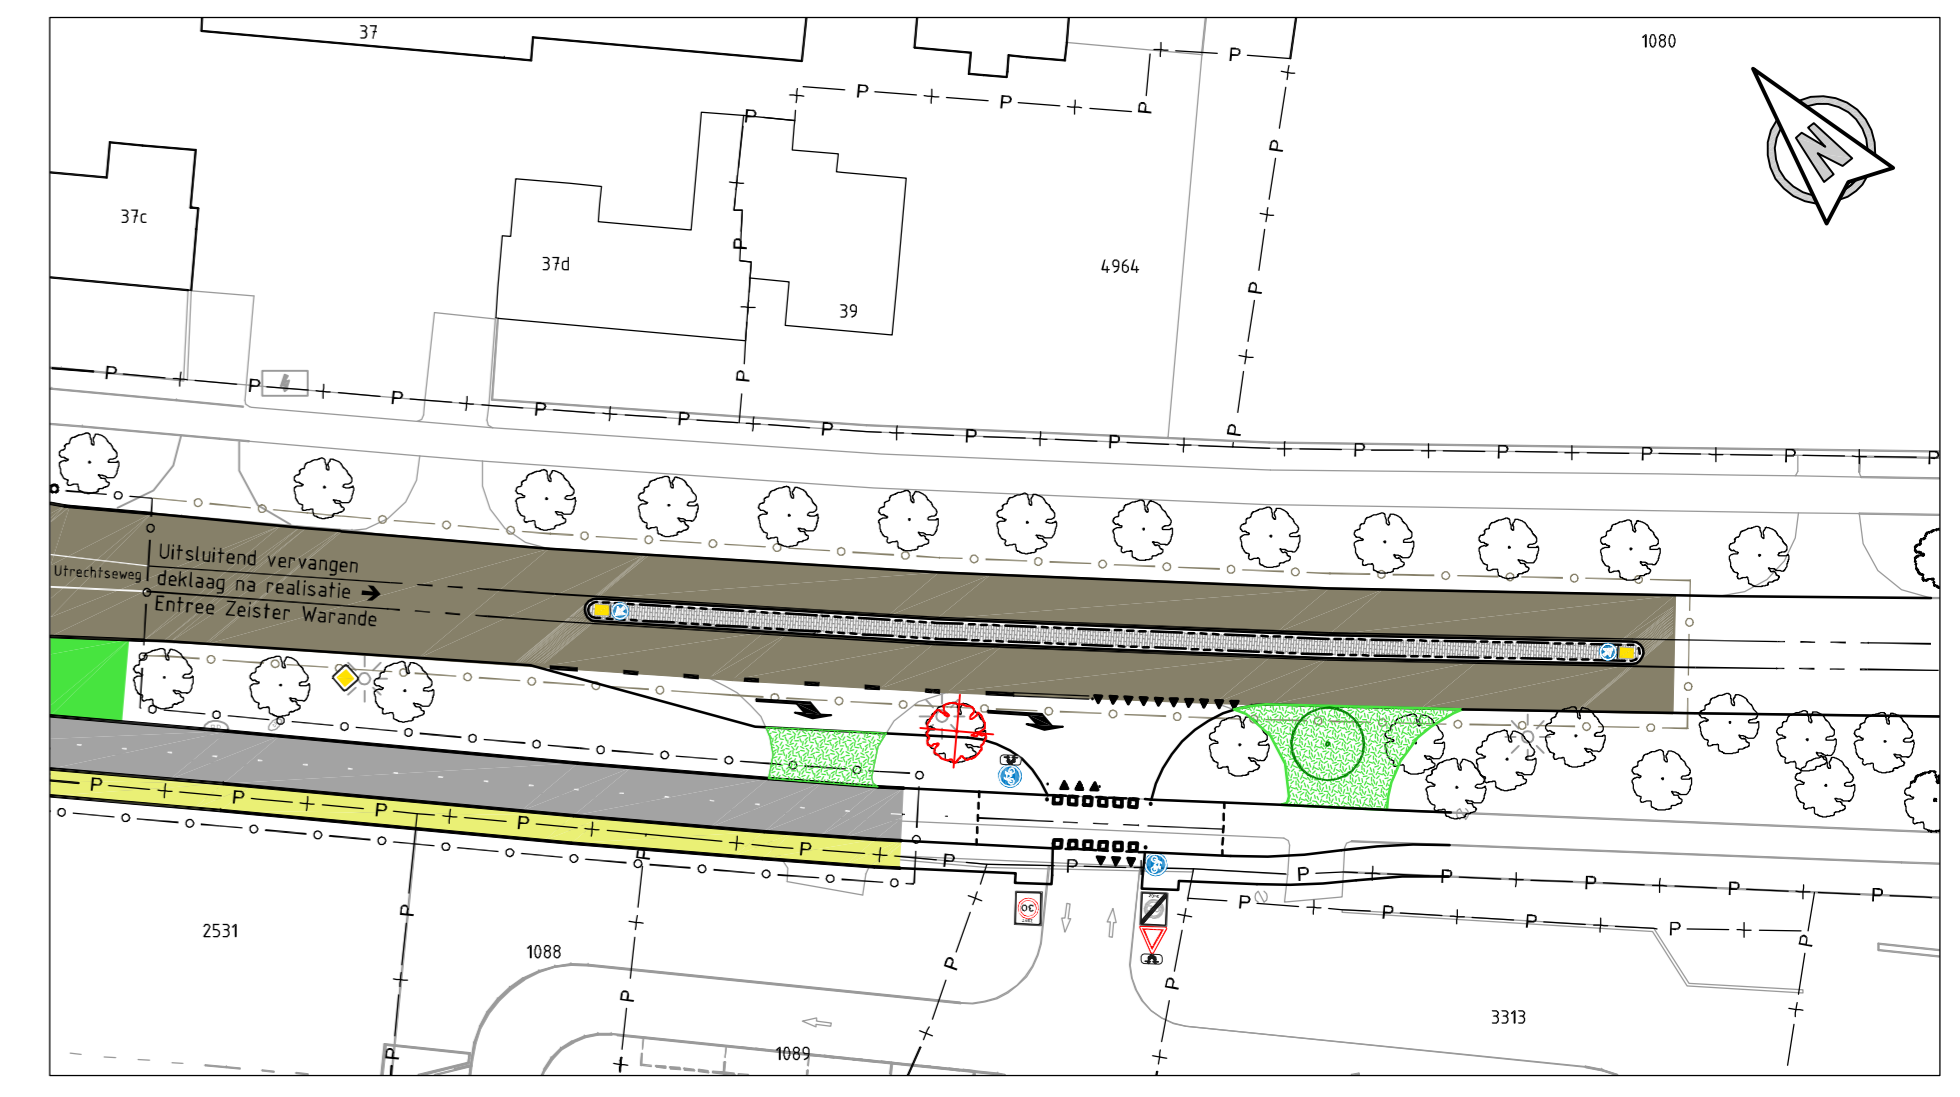 37
1080
37c
37d
4964
39
Uitsluitend vervangen
Utrechtseweg
deklaag na realisatie
Entree Zeister Warande
30
2531
1088
3313
1089